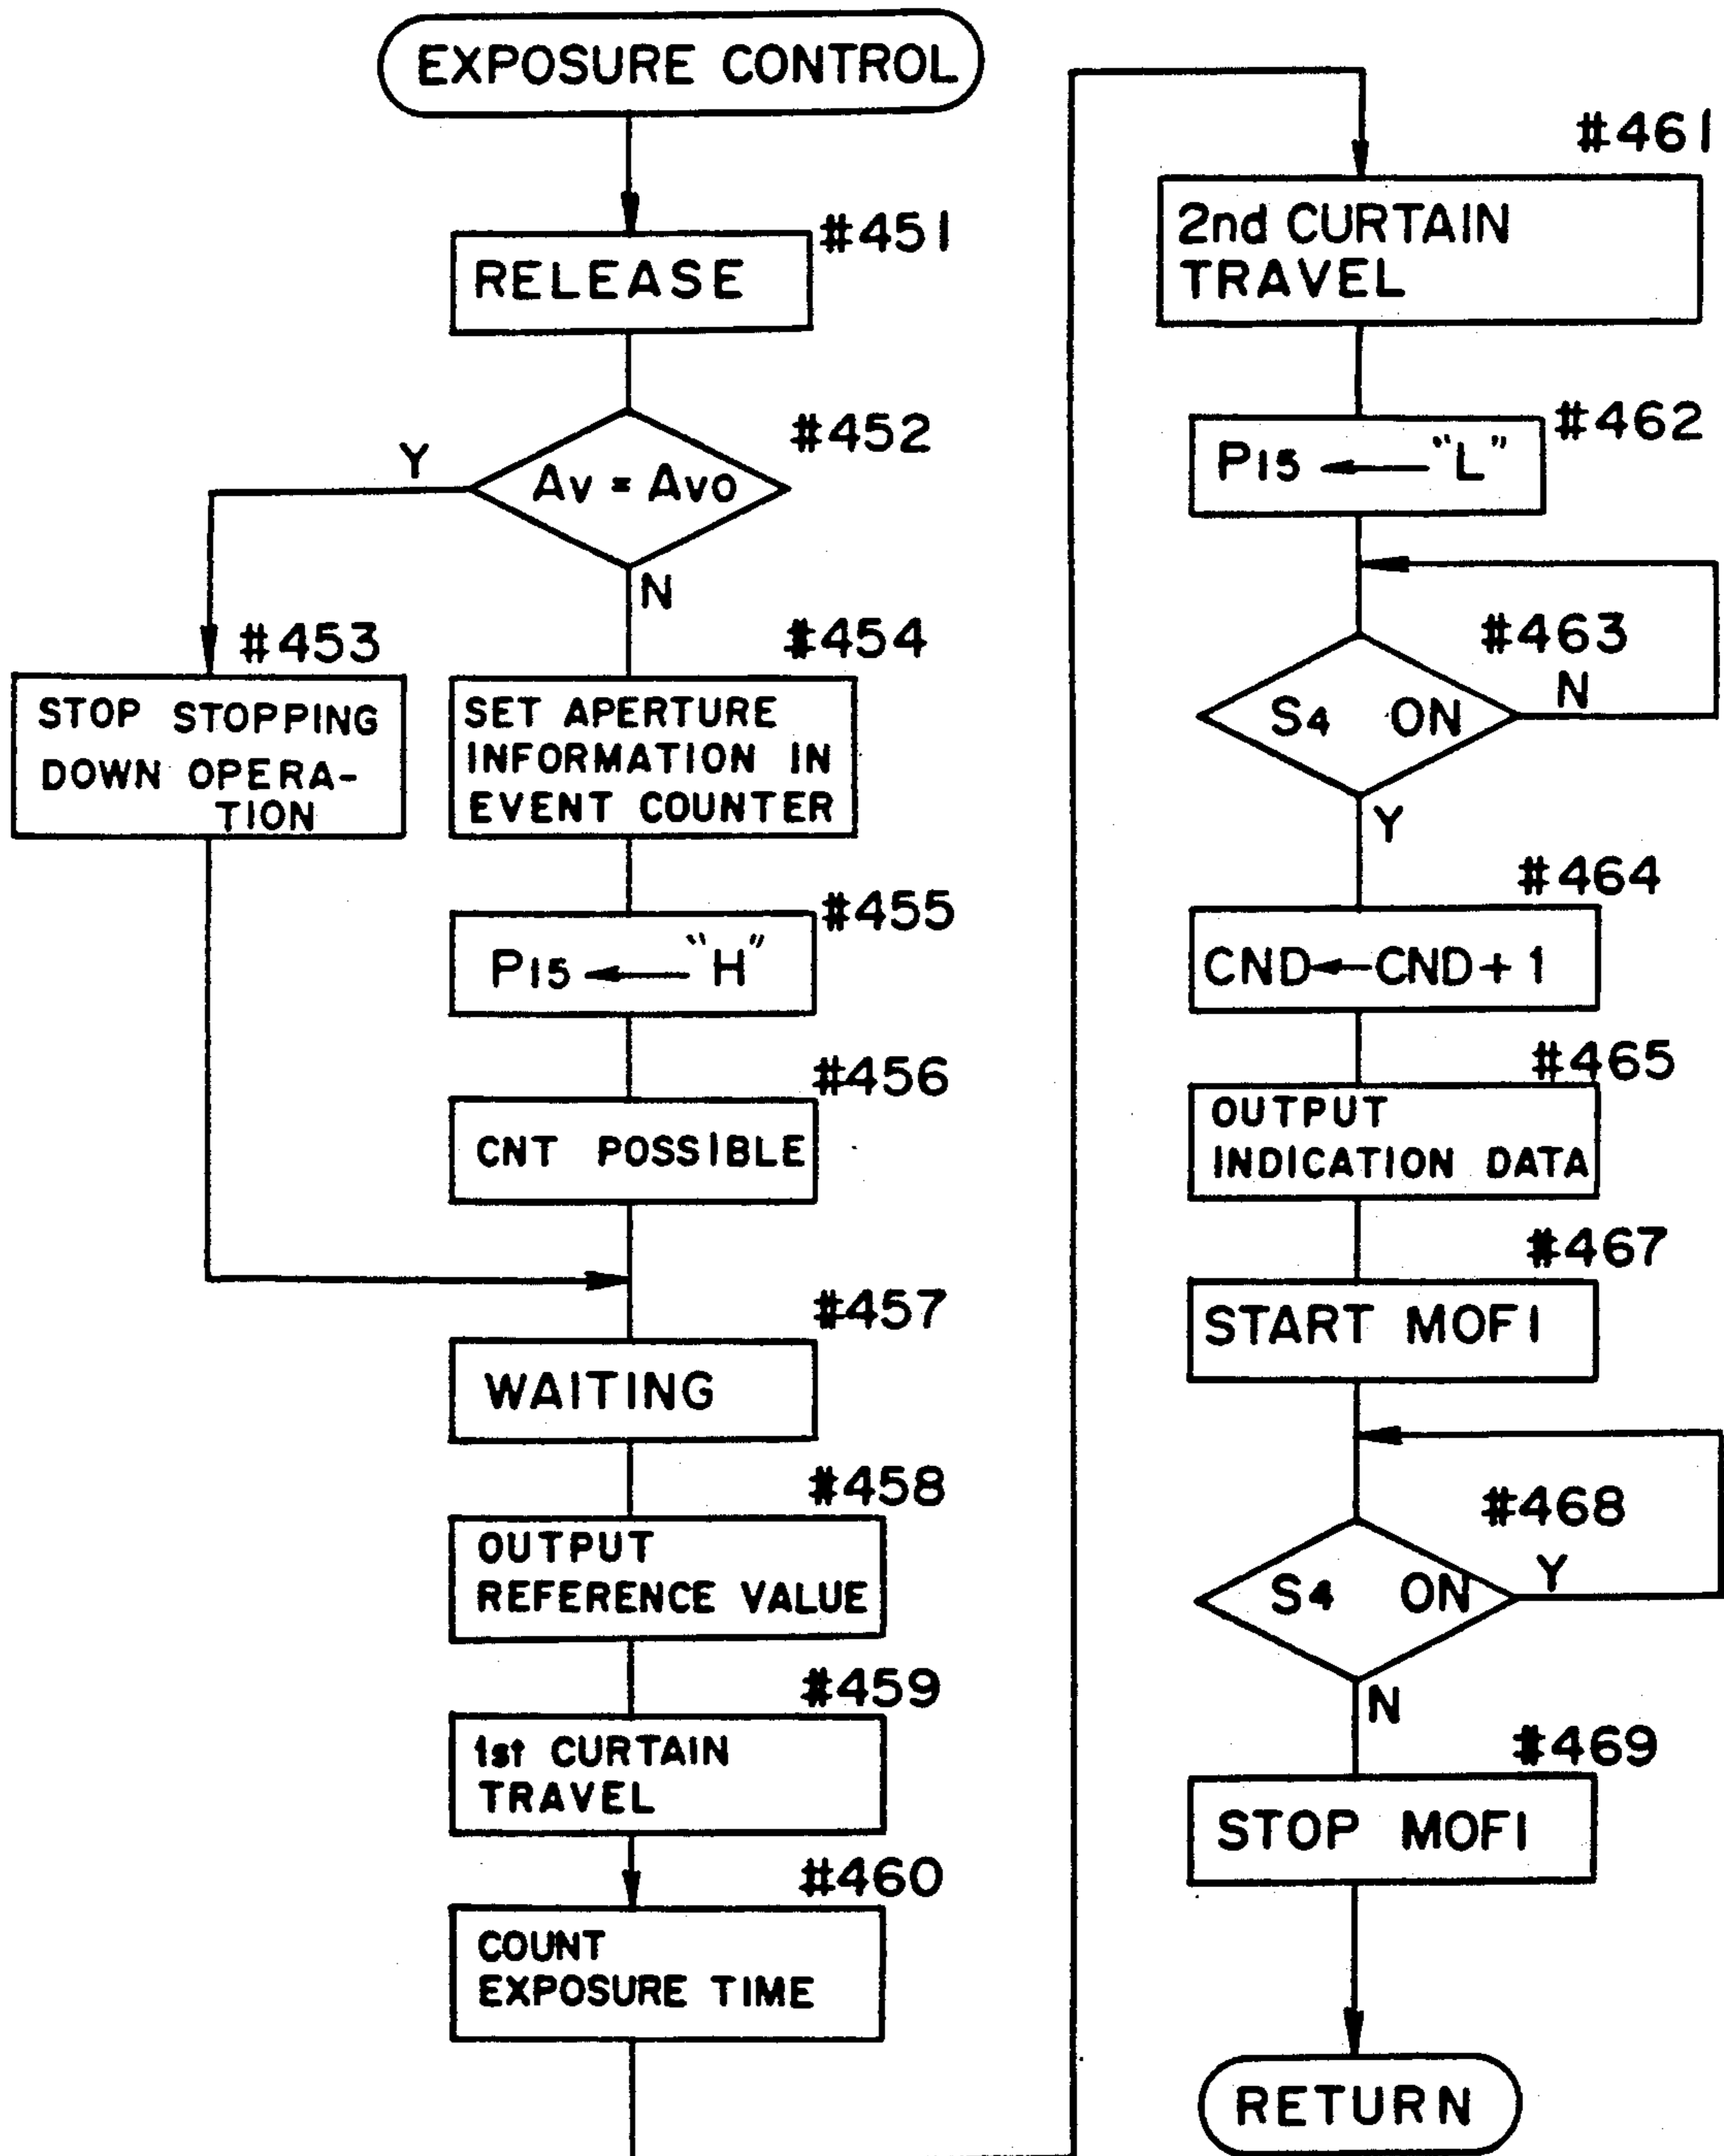 EXPOSURE CONTROL
#451
RELEASE
#452
Y
Av = Avo
N
#453
STOP STOPPING
DOWN OPERA-
TION
#454
SET APERTURE
INFORMATION IN
EVENT COUNTER
#455
P15 ← "H"
#456
CNT POSSIBLE
#457
WAITING
#458
OUTPUT
REFERENCE VALUE
#459
1st CURTAIN
TRAVEL
#460
COUNT
EXPOSURE TIME
#461
2nd CURTAIN
TRAVEL
#462
P15 ← "L"
#463
N
S4 ON
Y
#464
CND←CND+1
#465
OUTPUT
INDICATION DATA
#467
START MOFI
#468
Y
S4 ON
N
#469
STOP MOFI
RETURN